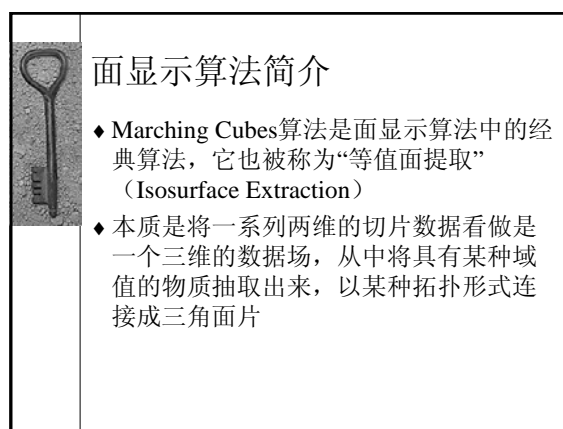 面显示算法简介
♦ Marching Cubes算法是面显示算法中的经
典算法，它也被称为“等值面提取”
（Isosurface Extraction）
♦ 本质是将一系列两维的切片数据看做是
一个三维的数据场，从中将具有某种域
值的物质抽取出来，以某种拓扑形式连
接成三角面片